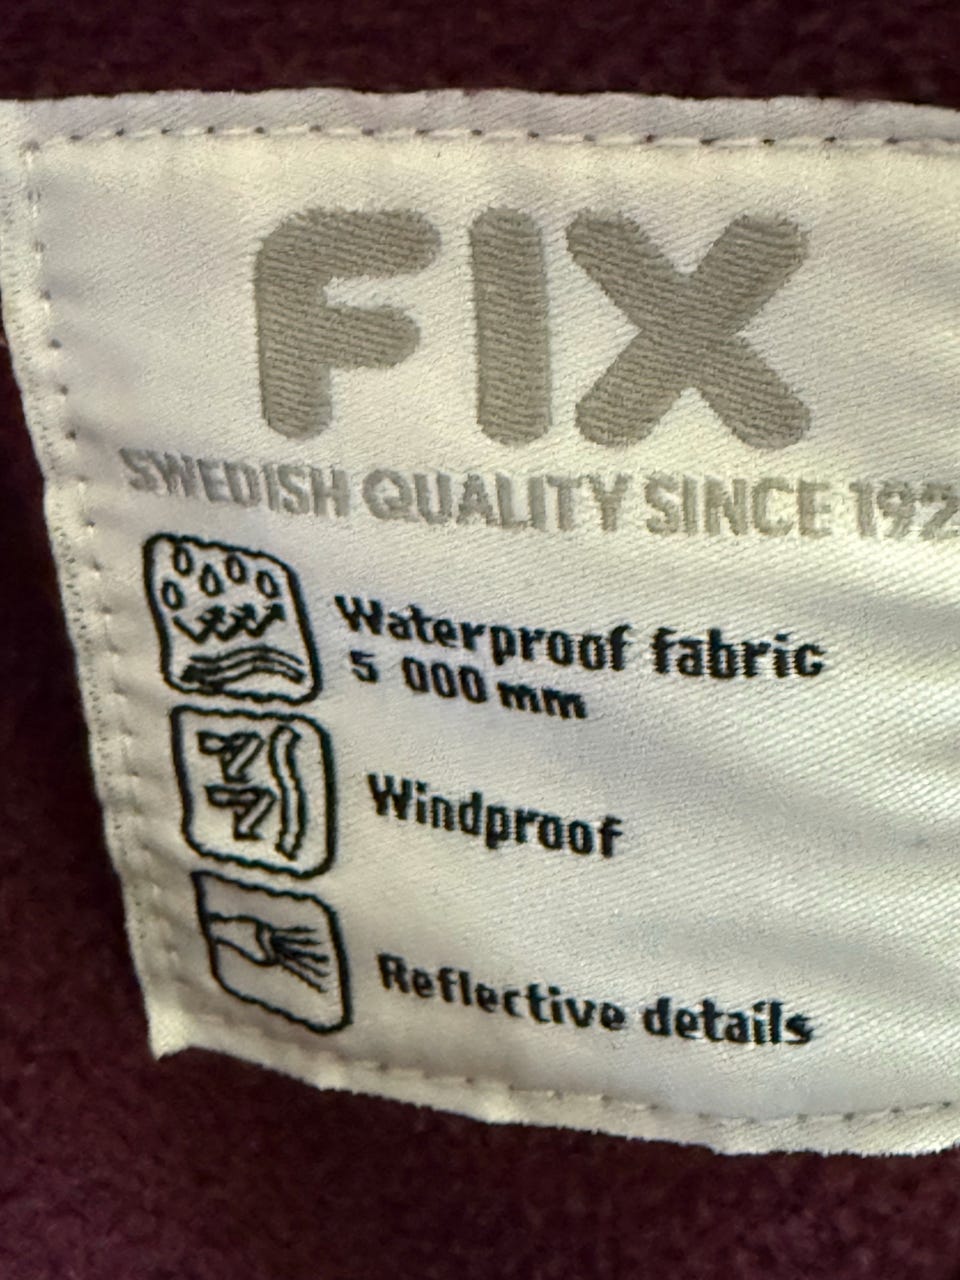 FIX
SWEDISH QUALITY SINCE 192
Waterproof fabric
5 000 mm
Windproof
Reflective details